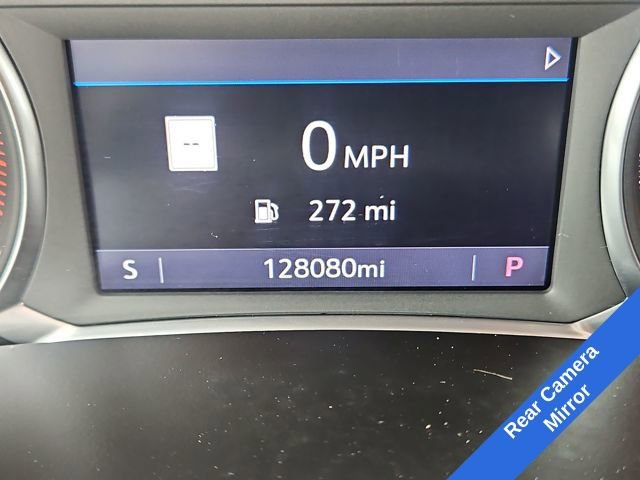 --
0 MPH
272 mi
S 128080mi P
Rear Camera
Mirror